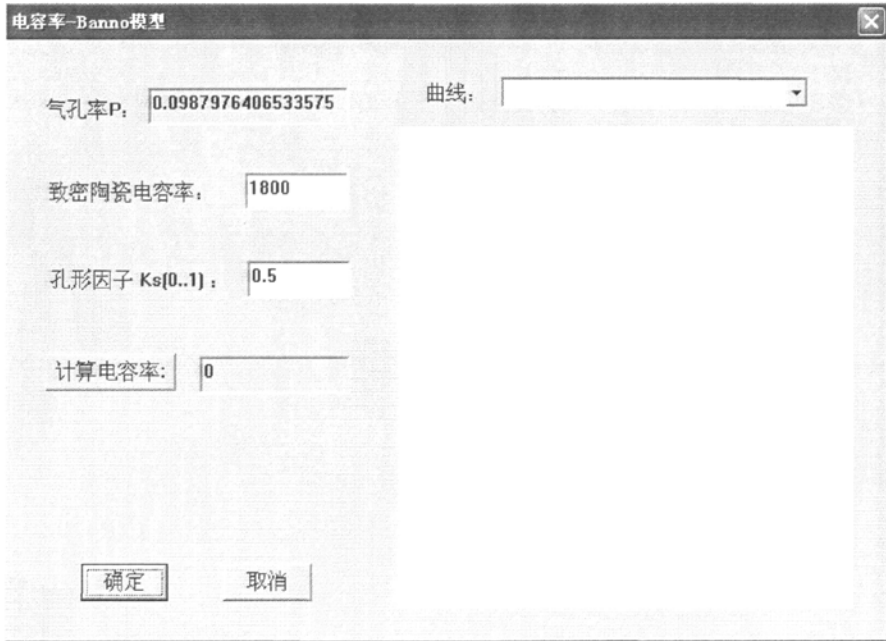 电容率-Banno模型
气孔率P: 0.0987976406533575
曲线:
致密陶瓷电容率: 1800
孔形因子 Ks(0..1) : 0.5
计算电容率: 0
确定 取消